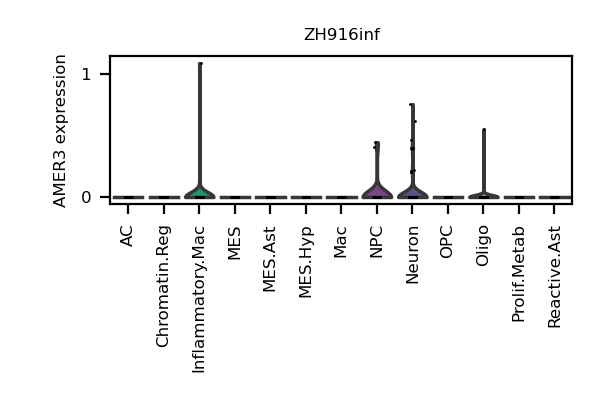 ZH916inf
AMER3 expression
1
0
AC
Chromatin.Reg
Inflammatory.Mac
MES
MES.Ast
MES.Hyp
Mac
NPC
Neuron
OPC
Oligo
Prolif.Metab
Reactive.Ast